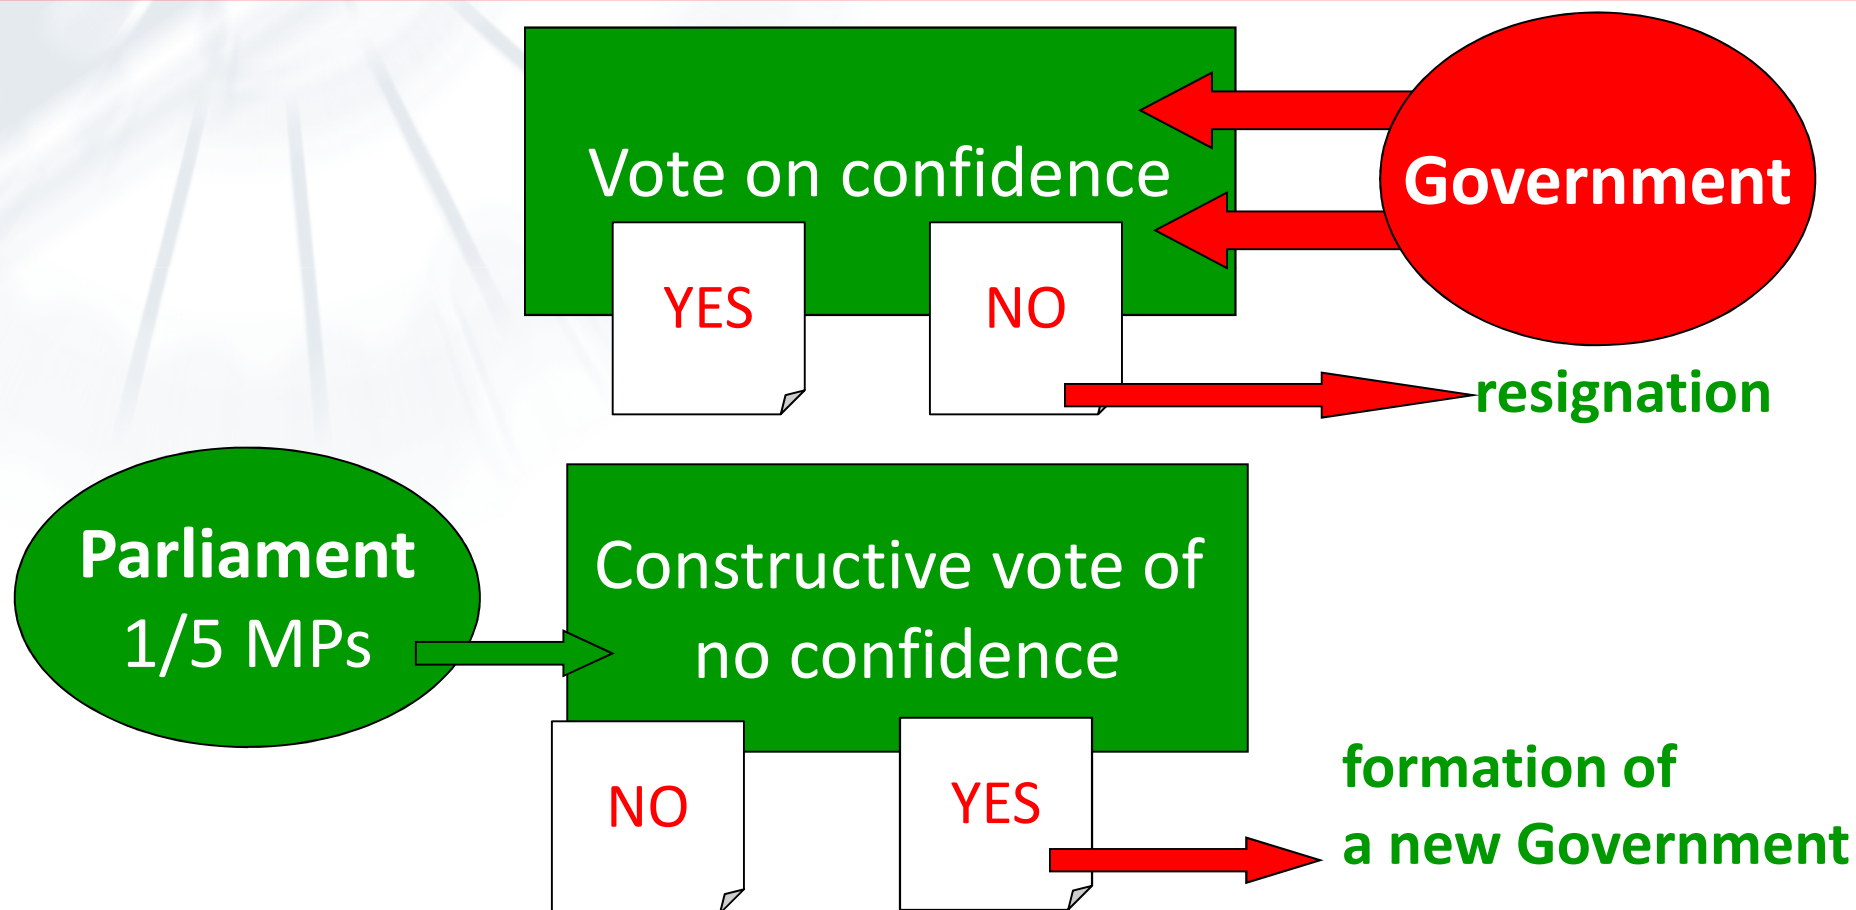 Vote on confidence
Government
YES
NO
resignation
Parliament
1/5 MPs
Constructive vote of
no confidence
NO
YES
formation of
a new Government